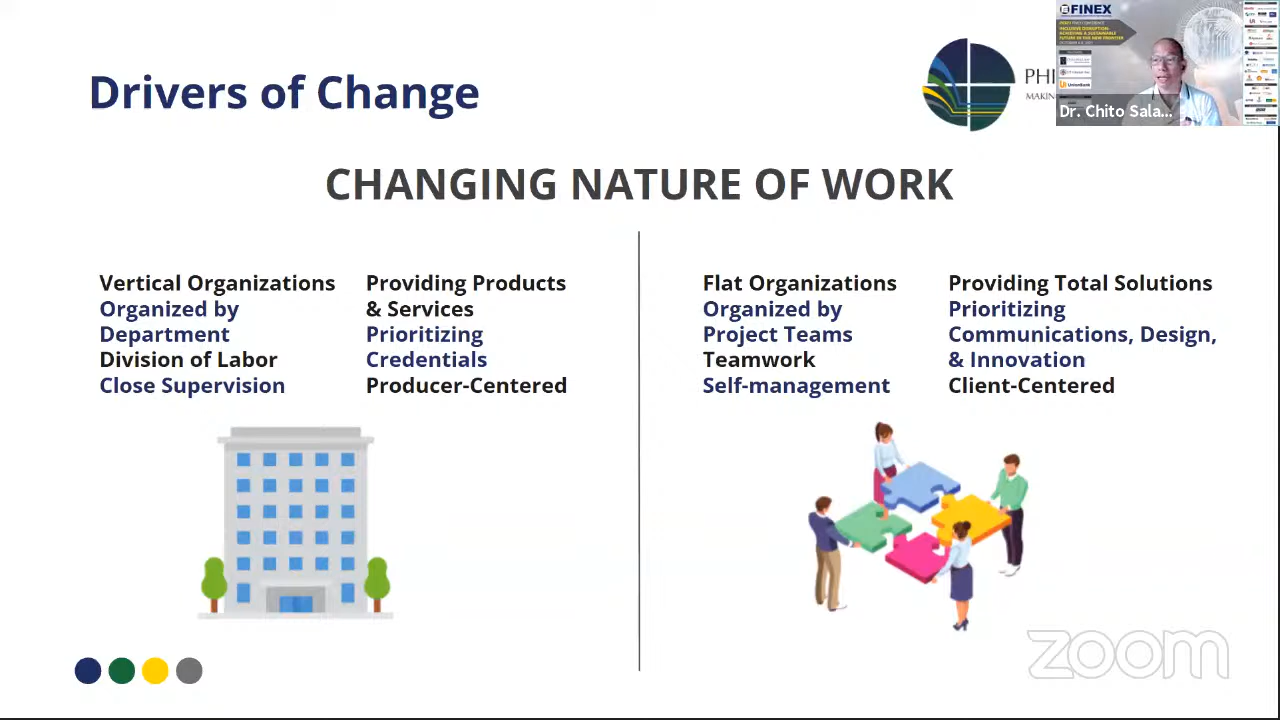 Drivers of Change
FINEX
INCLUSIVE DISRUPTION:
Dr. Chito Sala...
CHANGING NATURE OF WORK
Vertical Organizations
Organized by
Department
Division of Labor
Close Supervision
Providing Products
& Services
Prioritizing
Credentials
Producer-Centered
Flat Organizations
Organized by
Project Teams
Teamwork
Self-management
Providing Total Solutions
Prioritizing
Communications, Design,
& Innovation
Client-Centered
zoom